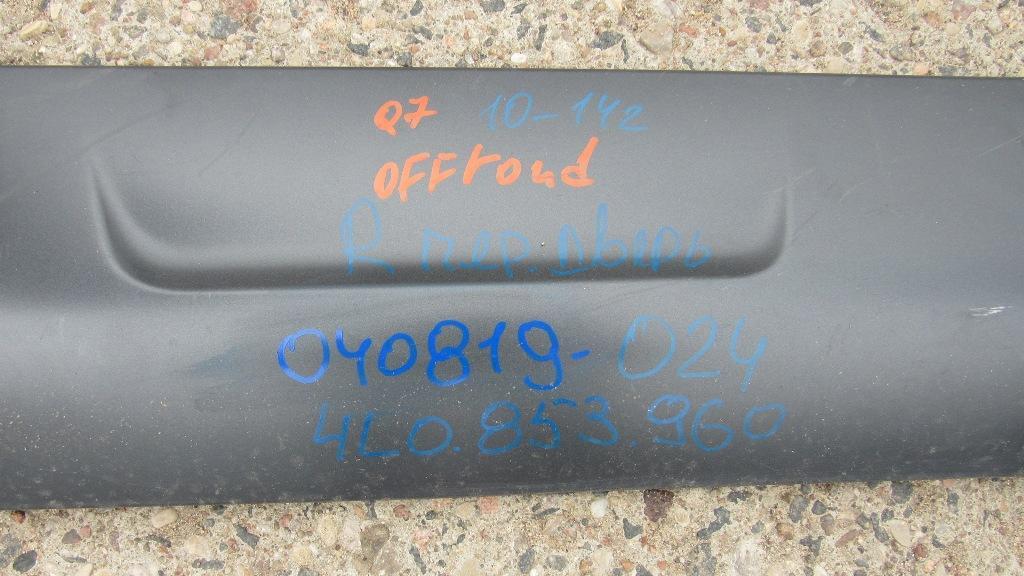 Q7 10-14г
OFFroad
R пер. Дверь
040819-024
4L0.853.960